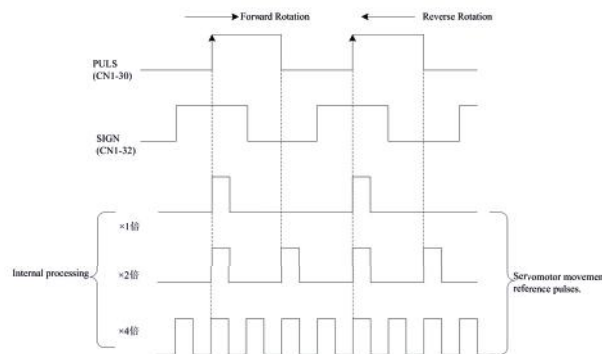 Forward Rotation
Reverse Rotation
PULS
(CN1-30)
SIGN
(CN1-32)
×1倍
Internal processing
×2倍
Servomotor movement
reference pulses.
×4倍